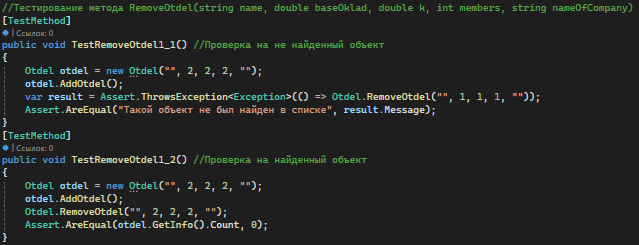 //Тестирование метода RemoveOtdel(string name, double baseOklad, double k, int members, string nameOfCompany)
[TestMethod]
| Ссылок: 0
public void TestRemoveOtdel1_1() //Проверка на не найденный объект
{
Otdel otdel = new Otdel("", 2, 2, 2, "");
otdel.AddOtdel();
var result = Assert.ThrowsException<Exception>(() => Otdel.RemoveOtdel("", 1, 1, 1, ""));
Assert.AreEqual("Такой объект не был найден в списке", result.Message);
}
[TestMethod]
| Ссылок: 0
public void TestRemoveOtdel1_2() //Проверка на найденный объект
{
Otdel otdel = new Otdel("", 2, 2, 2, "");
otdel.AddOtdel();
Otdel.RemoveOtdel("", 2, 2, 2, "");
Assert.AreEqual(otdel.GetInfo().Count, 0);
}